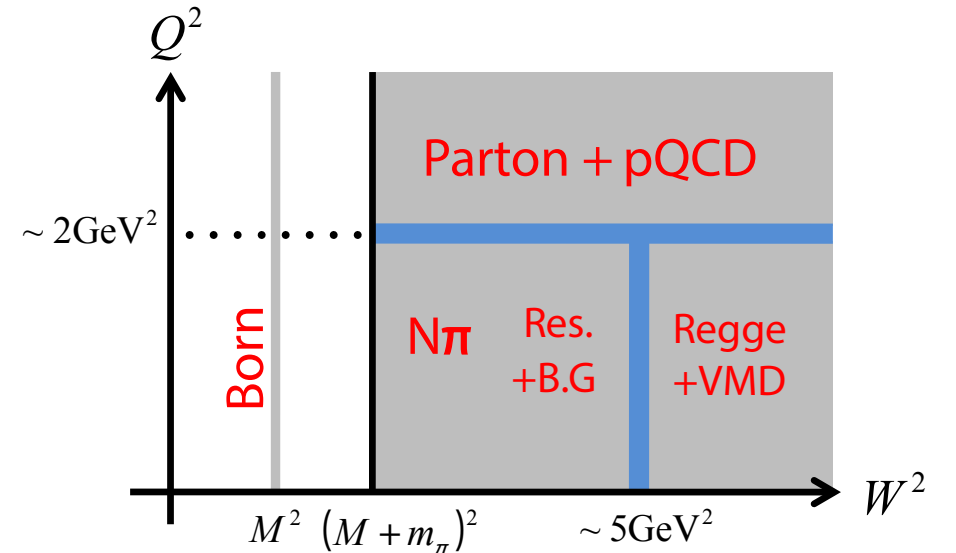 Q²
Parton + pQCD
~ 2GeV²
Born
Nπ
Res.
+B.G
Regge
+VMD
W²
M²
(M + m_π)²
~ 5GeV²